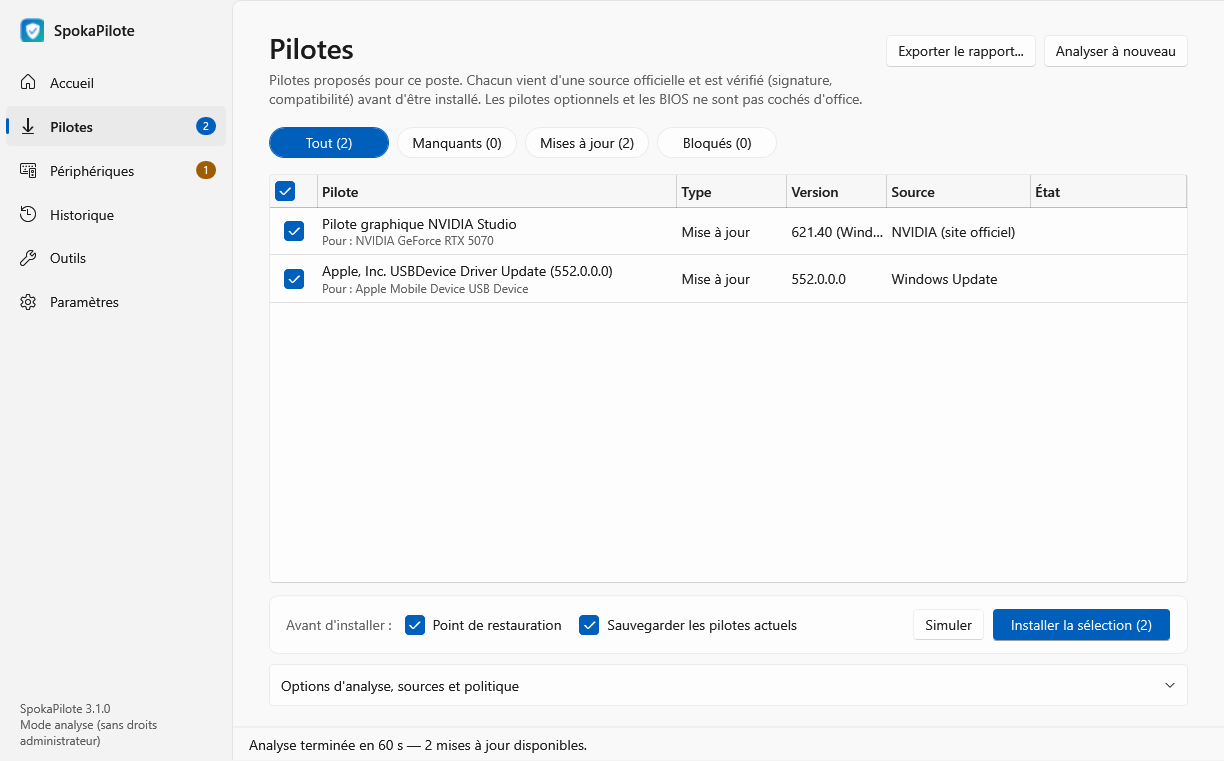 SpokaPilote
Accueil
Pilotes
2
Périphériques
1
Historique
Outils
Paramètres
SpokaPilote 3.1.0
Mode analyse (sans droits
administrateur)
Pilotes
Exporter le rapport...
Analyser à nouveau
Pilotes proposés pour ce poste. Chacun vient d'une source officielle et est vérifié (signature,
compatibilité) avant d'être installé. Les pilotes optionnels et les BIOS ne sont pas cochés d'office.
Tout (2)
Manquants (0)
Mises à jour (2)
Bloqués (0)
Pilote Type Version Source État
Pilote graphique NVIDIA Studio
Pour : NVIDIA GeForce RTX 5070
Mise à jour 621.40 (Wind... NVIDIA (site officiel)
Apple, Inc. USBDevice Driver Update (552.0.0.0)
Pour : Apple Mobile Device USB Device
Mise à jour 552.0.0.0 Windows Update
Avant d'installer : Point de restauration Sauvegarder les pilotes actuels
Simuler
Installer la sélection (2)
Options d'analyse, sources et politique
Analyse terminée en 60 s — 2 mises à jour disponibles.